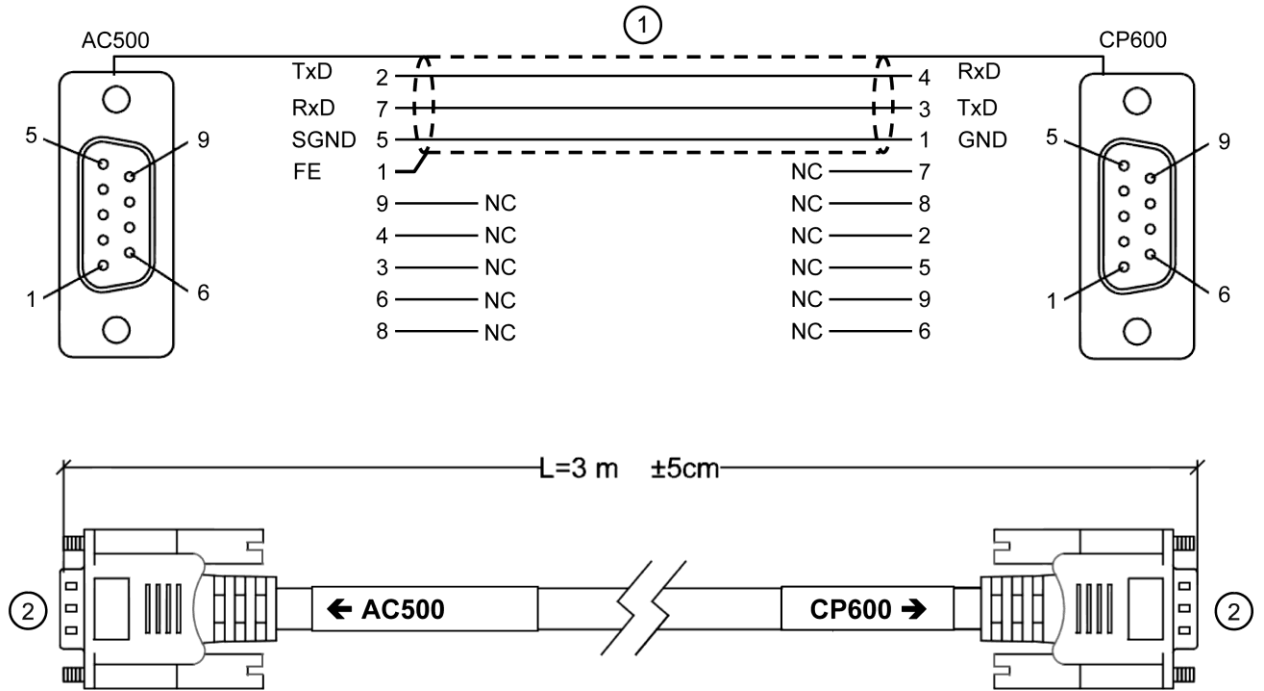 1
AC500
CP600
TxD 2 4 RxD
RxD 7 3 TxD
SGND 5 1 GND
FE 1 NC 7
9 NC NC 8
4 NC NC 2
3 NC NC 5
6 NC NC 9
8 NC NC 6
5 9
1 6
5 9
1 6
L=3 m ±5cm
2 ← AC500 CP600 → 2